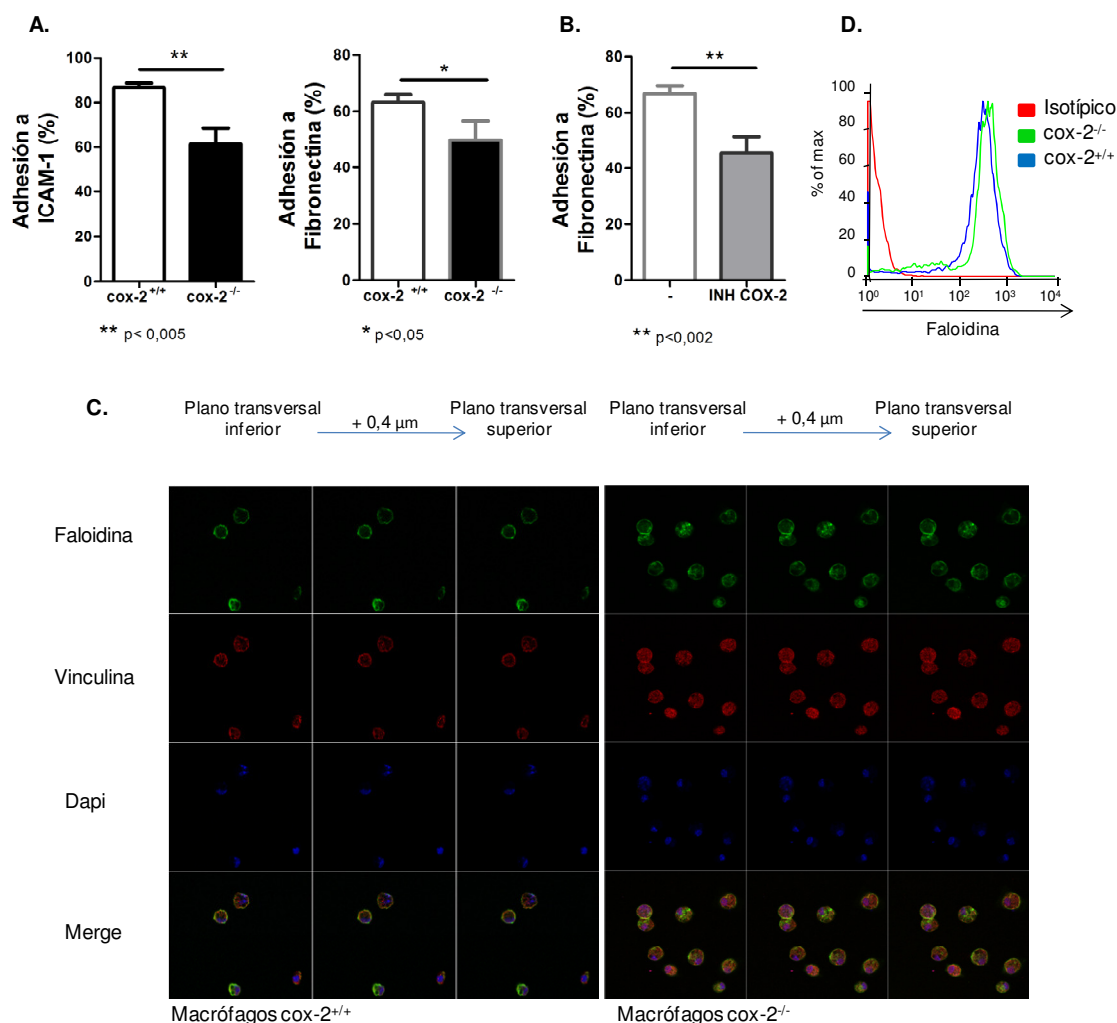 A.
Adhesión a
ICAM-1 (%)
100
80
60
40
20
0
**
cox-2 +/+
cox-2 -/-
** p< 0,005
Adhesión a
Fibronectina (%)
80
60
40
20
0
*
cox-2 +/+
cox-2 -/-
* p<0,05
B.
Adhesión a
Fibronectina (%)
80
60
40
20
0
**
-
INH COX-2
** p<0,002
D.
% of max
100
80
60
40
20
0
10⁰
10¹
10²
10³
10⁴
Faloidina
Isotípico
cox-2-/-
cox-2+/+
C.
Plano transversal
inferior
+ 0,4 µm
Plano transversal
superior
Plano transversal
inferior
+ 0,4 µm
Plano transversal
superior
Faloidina
Vinculina
Dapi
Merge
Macrófagos cox-2+/+
Macrófagos cox-2-/-